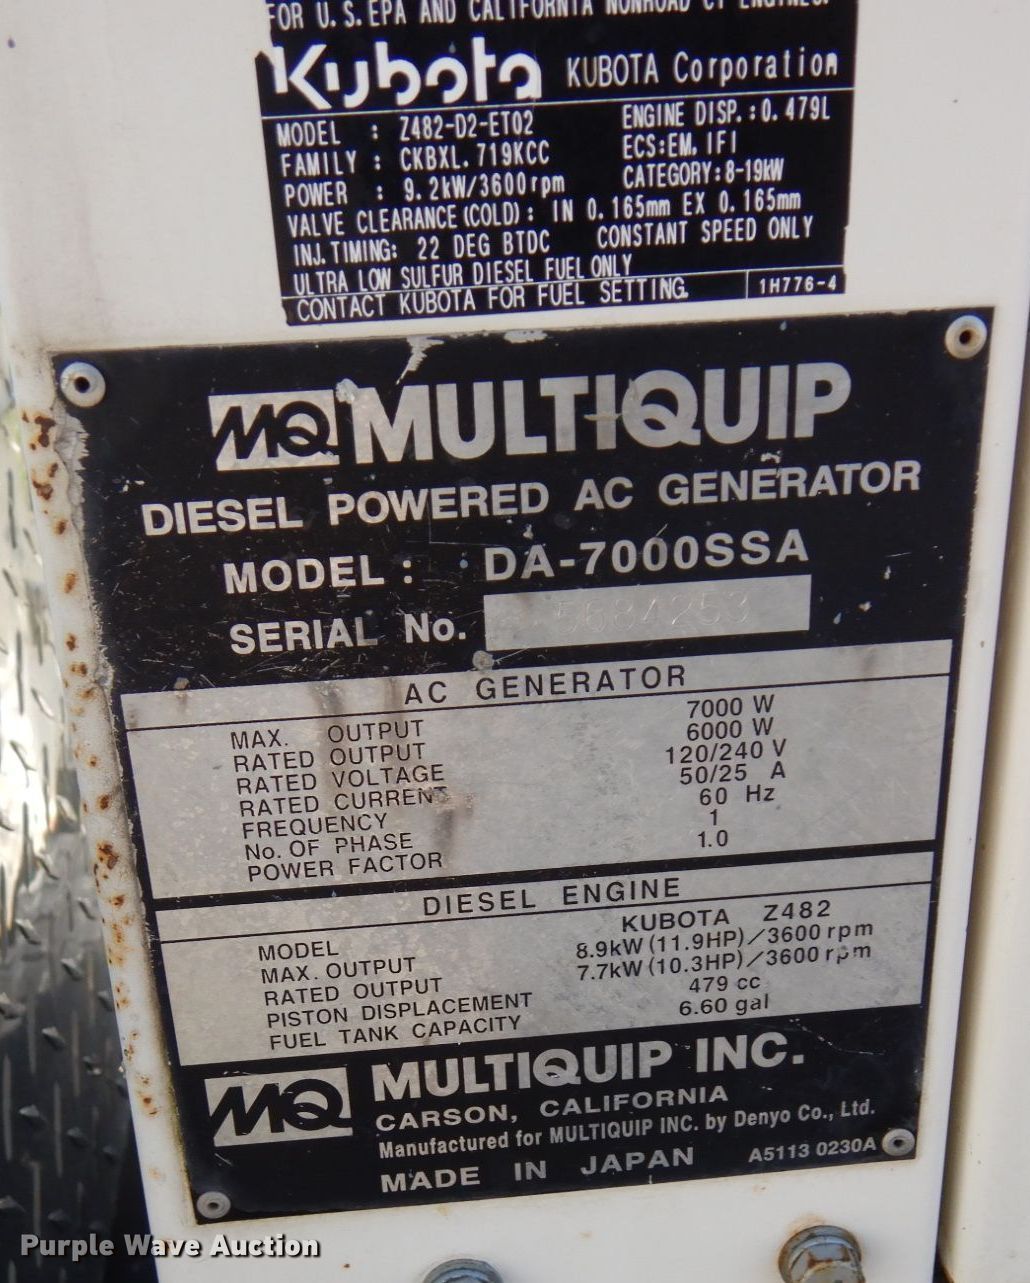 FOR U.S. EPA AND CALIFORNIA NONROAD CI ENGINES.
Kubota KUBOTA Corporation
MODEL : Z482-D2-ET02 ENGINE DISP.:0.479L
FAMILY : CKBXL.719KCC ECS:EM, IFI
POWER : 9.2kW/3600rpm CATEGORY:8-19kW
VALVE CLEARANCE(COLD): IN 0.165mm EX 0.165mm
INJ.TIMING: 22 DEG BTDC CONSTANT SPEED ONLY
ULTRA LOW SULFUR DIESEL FUEL ONLY
CONTACT KUBOTA FOR FUEL SETTING. 1H776-4
MQ MULTIQUIP
DIESEL POWERED AC GENERATOR
MODEL : DA-7000SSA
SERIAL No. 5684253
AC GENERATOR
MAX. OUTPUT 7000 W
RATED OUTPUT 6000 W
RATED VOLTAGE 120/240 V
RATED CURRENT 50/25 A
FREQUENCY 60 Hz
No. OF PHASE 1
POWER FACTOR 1.0
DIESEL ENGINE
MODEL KUBOTA Z482
MAX. OUTPUT 8.9kW(11.9HP)/3600rpm
RATED OUTPUT 7.7kW(10.3HP)/3600rpm
PISTON DISPLACEMENT 479 cc
FUEL TANK CAPACITY 6.60 gal
MQ MULTIQUIP INC.
CARSON, CALIFORNIA
Manufactured for MULTIQUIP INC. by Denyo Co., Ltd.
MADE IN JAPAN A5113 0230A
Purple Wave Auction